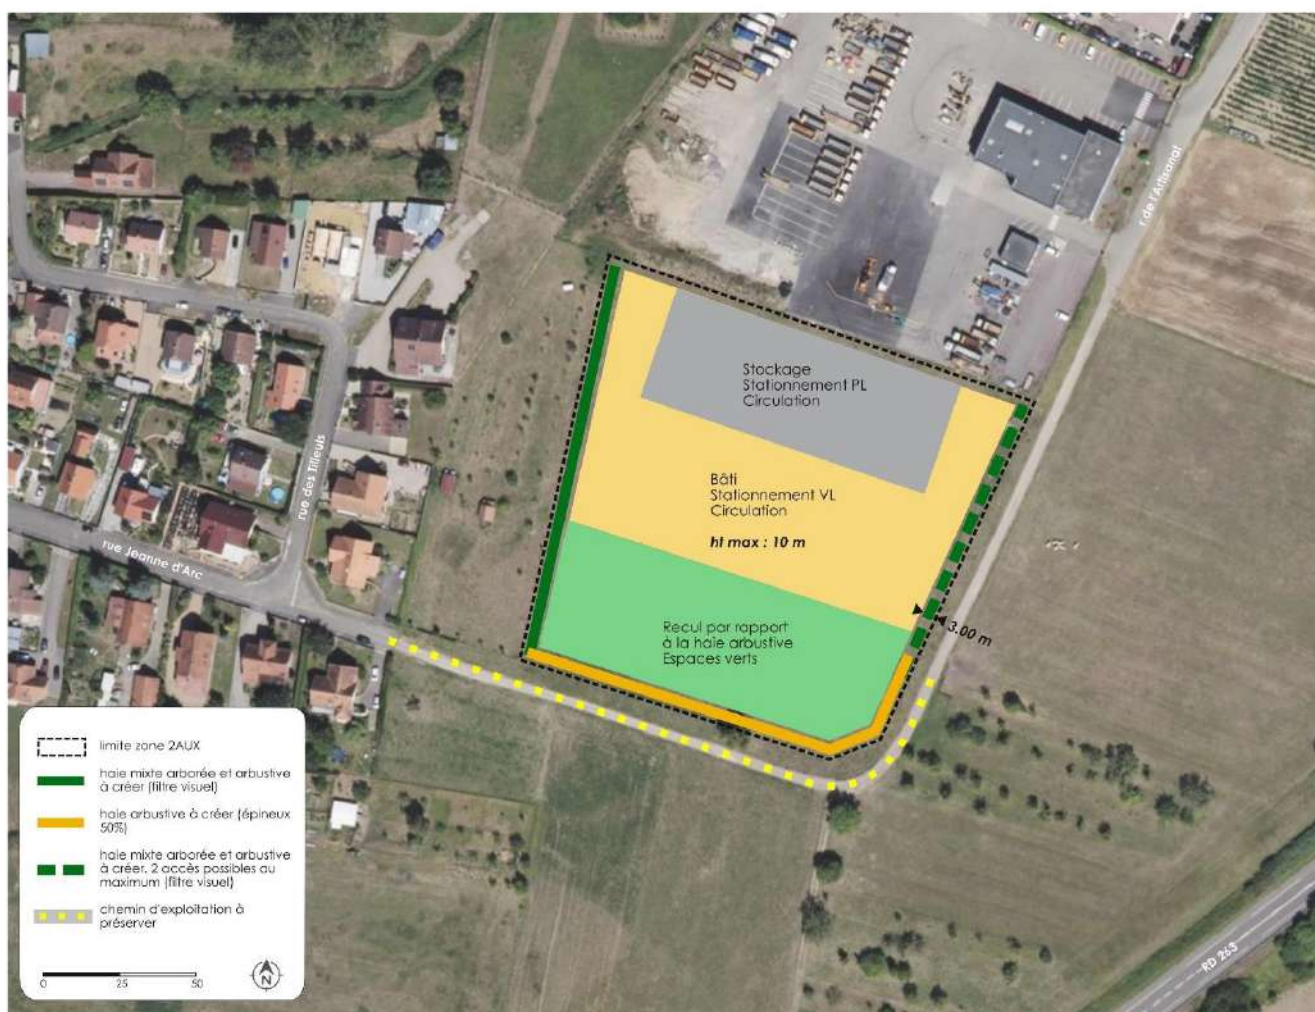 r de l'Artisanat
Stockage
Stationnement PL
Circulation
Bâti
Stationnement VL
Circulation
ht max : 10 m
rue des Tilleuls
rue Jeanne d'Arc
Recul par rapport
à la haie arbustive
Espaces verts
3.00 m
limite zone 2AUX
haie mixte arborée et arbustive
à créer (filtre visuel)
haie arbustive à créer (épineux
50%)
haie mixte arborée et arbustive
à créer. 2 accès possibles au
maximum (filtre visuel)
chemin d'exploitation à
préserver
0 25 50
N
RD 263